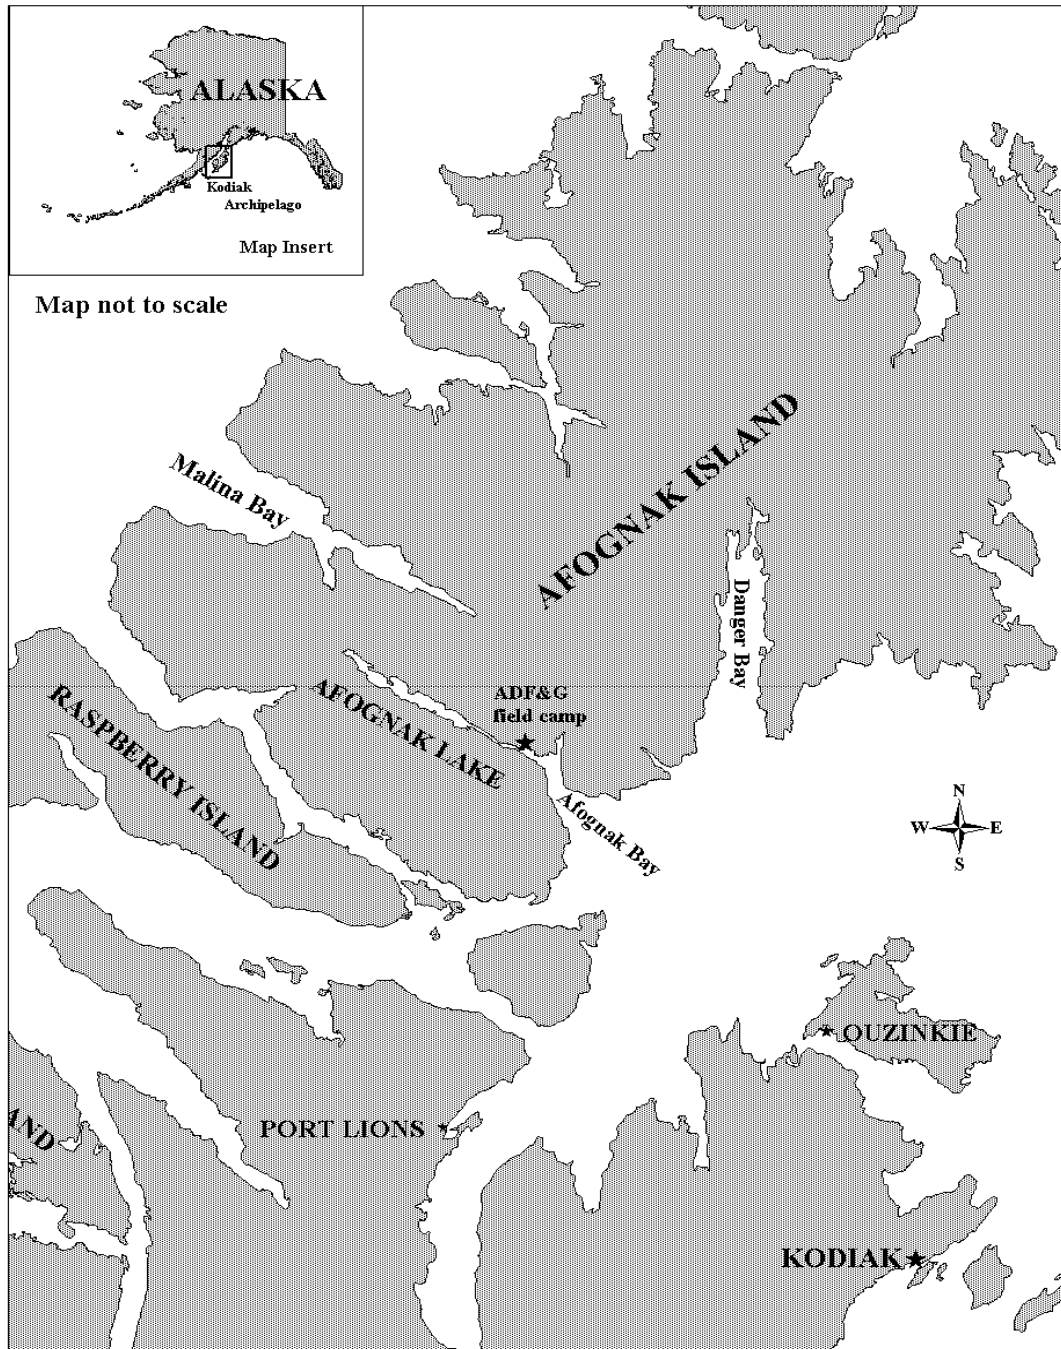 ALASKA
Kodiak
Archipelago
Map Insert
Map not to scale
AFOGNAK ISLAND
Malina Bay
Danger Bay
ADF&G
field camp
AFOGNAK LAKE
RASPBERRY ISLAND
Afognak Bay
N
W E
S
OUZINKIE
PORT LIONS
AND
KODIAK